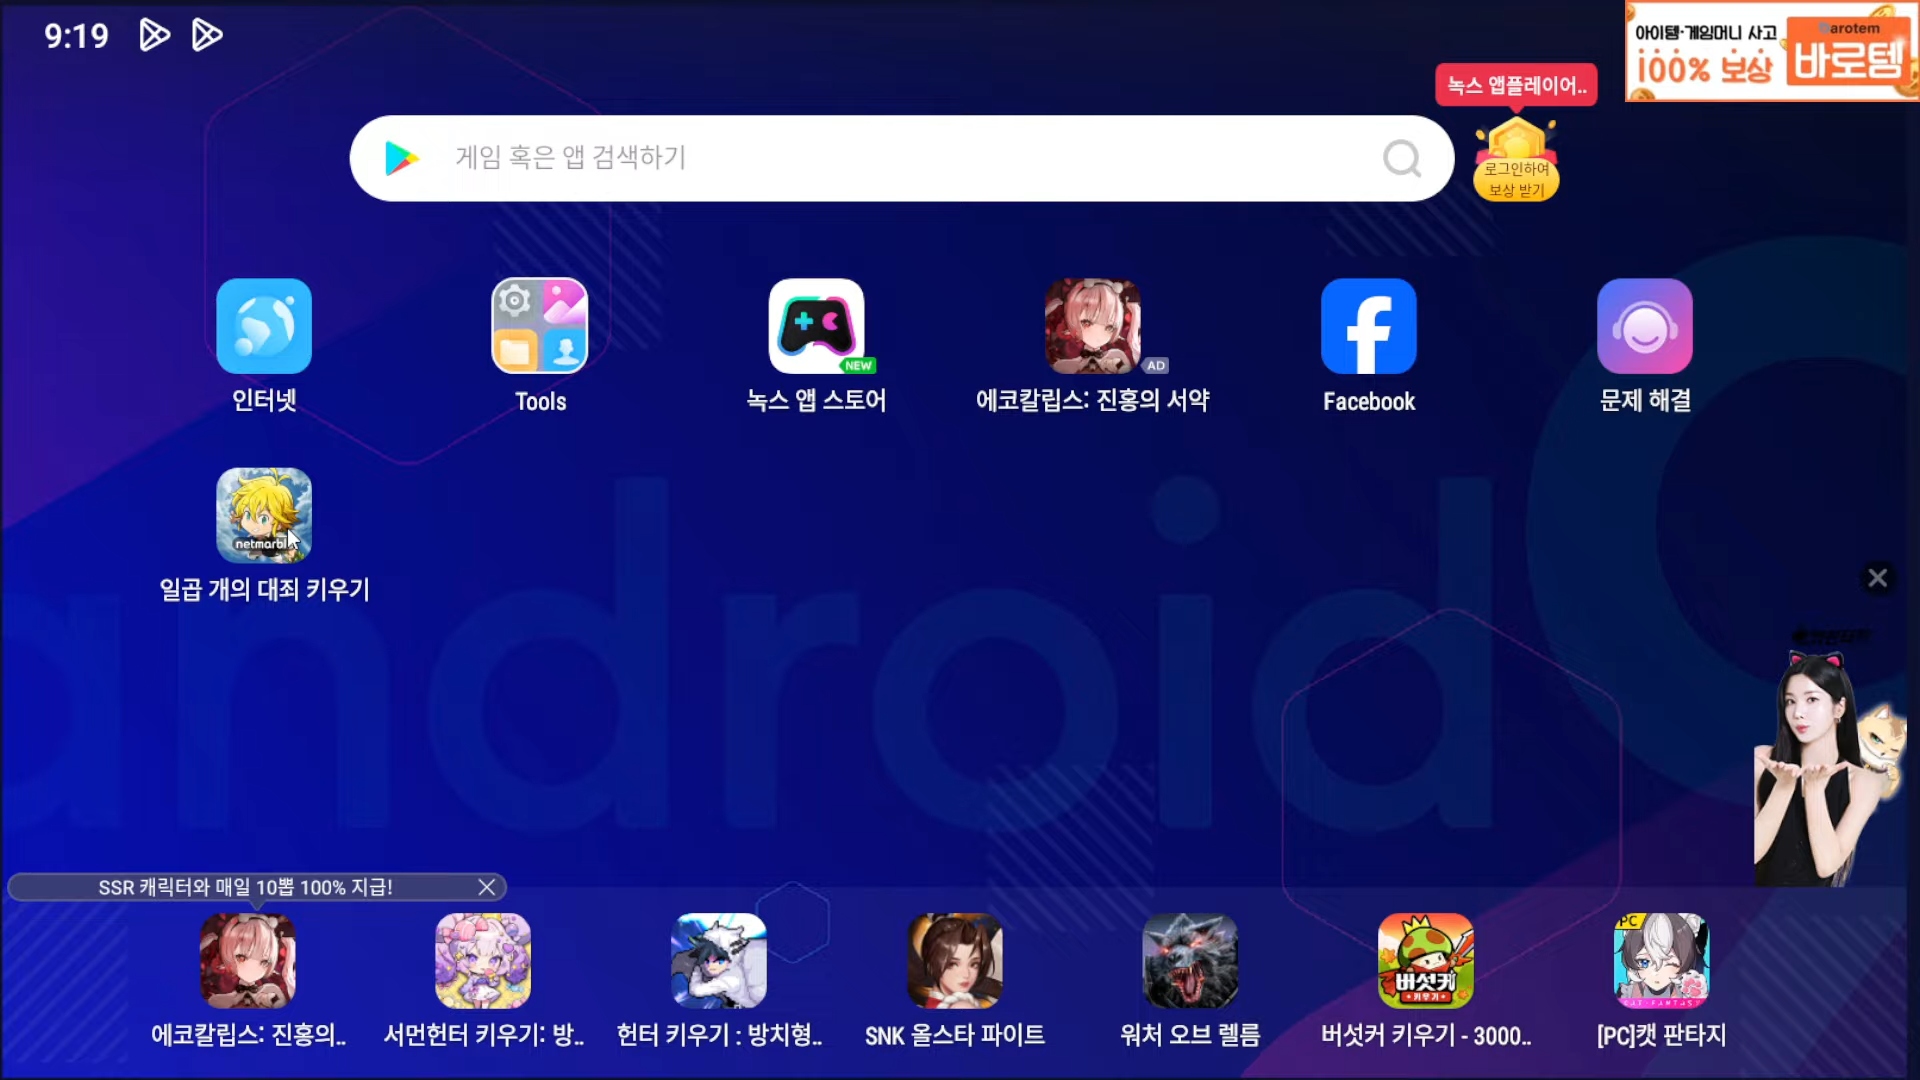 9:19
아이템·게임머니 사고
100% 보상
Barotem
바로템
녹스 앱플레이어..
게임 혹은 앱 검색하기
로그인하여
보상 받기
NEW
AD
인터넷
Tools
녹스 앱 스토어
에코칼립스: 진홍의 서약
Facebook
문제 해결
netmarbl
일곱 개의 대죄 키우기
android
SSR 캐릭터와 매일 10뽑 100% 지급!
버섯커
키우기
PC
CAT FANTASY
에코칼립스: 진홍의..
서먼헌터 키우기: 방..
헌터 키우기 : 방치형..
SNK 올스타 파이트
워처 오브 렐름
버섯커 키우기 - 3000..
[PC]캣 판타지